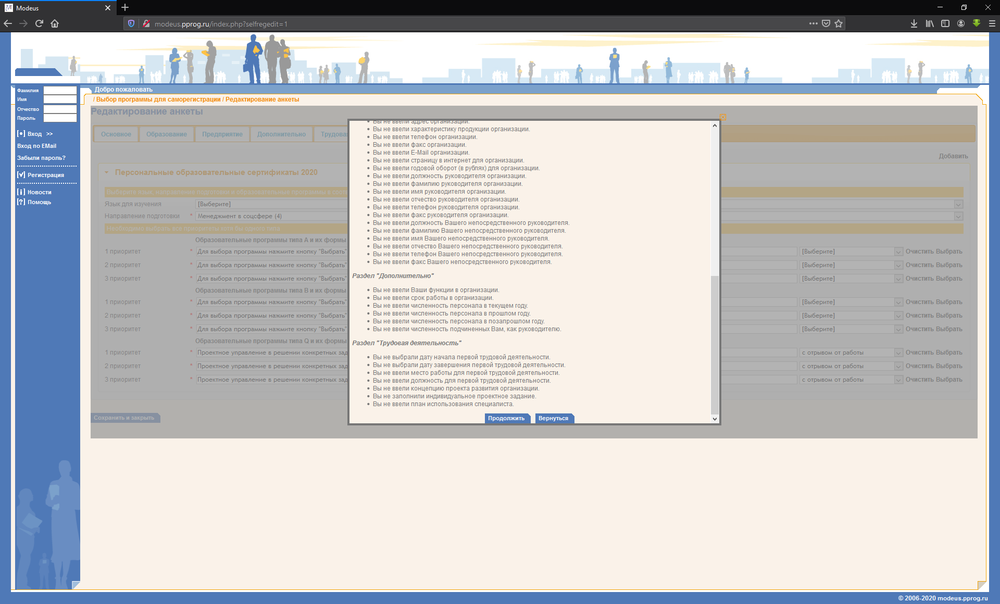 Modeus
modeus.pprog.ru/index.php?selfregedit=1
Фамилия
Имя
Отчество
Пароль
[•] Вход >>
Вход по EMail
Забыли пароль?
Регистрация
[i] Новости
[?] Помощь
Добро пожаловать
/ Выбор программы для саморегистрации / Редактирование анкеты
Редактирование анкеты
Основное Образование Предприятие Дополнительно
Добавить
Персональные образовательные сертификаты 2020
Выберите язык, направление подготовки и образовательные программы в
Язык для изучения [Выберите]
Направление подготовки * Менеджмент в соцсфере (4)
Необходимо выбрать все приоритеты хотя бы одного типа
Образовательные программы типа A и их формы
1 приоритет * Для выбора программы нажмите кнопку "Выбрать" [Выберите] Очистить Выбрать
2 приоритет * Для выбора программы нажмите кнопку "Выбрать" [Выберите] Очистить Выбрать
3 приоритет * Для выбора программы нажмите кнопку "Выбрать" [Выберите] Очистить Выбрать
Образовательные программы типа B и их формы
1 приоритет * Для выбора программы нажмите кнопку "Выбрать" [Выберите] Очистить Выбрать
2 приоритет * Для выбора программы нажмите кнопку "Выбрать" [Выберите] Очистить Выбрать
3 приоритет * Для выбора программы нажмите кнопку "Выбрать" [Выберите] Очистить Выбрать
Образовательные программы типа Q и их формы
1 приоритет * Проектное управление в решении конкретных зад с отрывом от работы Очистить Выбрать
2 приоритет * Проектное управление в решении конкретных зад с отрывом от работы Очистить Выбрать
3 приоритет * Проектное управление в решении конкретных зад с отрывом от работы Очистить Выбрать
Сохранить и закрыть
Вы не ввели адрес организации.
Вы не ввели характеристику продукции организации.
Вы не ввели телефон организации.
Вы не ввели факс организации.
Вы не ввели E-Mail организации.
Вы не ввели страницу в интернет для организации.
Вы не ввели годовой оборот (в рублях) для организации.
Вы не ввели должность руководителя организации.
Вы не ввели фамилию руководителя организации.
Вы не ввели имя руководителя организации.
Вы не ввели отчество руководителя организации.
Вы не ввели телефон руководителя организации.
Вы не ввели факс руководителя организации.
Вы не ввели должность Вашего непосредственного руководителя.
Вы не ввели фамилию Вашего непосредственного руководителя.
Вы не ввели имя Вашего непосредственного руководителя.
Вы не ввели отчество Вашего непосредственного руководителя.
Вы не ввели телефон Вашего непосредственного руководителя.
Вы не ввели факс Вашего непосредственного руководителя.
Раздел "Дополнительно"
Вы не ввели Ваши функции в организации.
Вы не ввели срок работы в организации.
Вы не ввели численность персонала в текущем году.
Вы не ввели численность персонала в прошлом году.
Вы не ввели численность персонала в позапрошлом году.
Вы не ввели численность подчиненных Вам, как руководителю.
Раздел "Трудовая деятельность"
Вы не выбрали дату начала первой трудовой деятельности.
Вы не выбрали дату завершения первой трудовой деятельности.
Вы не ввели место работы для первой трудовой деятельности.
Вы не ввели должность для первой трудовой деятельности.
Вы не ввели концепцию проекта развития организации.
Вы не заполнили индивидуальное проектное задание.
Вы не ввели план использования специалиста.
Продолжить Вернуться
© 2006-2020 modeus.pprog.ru